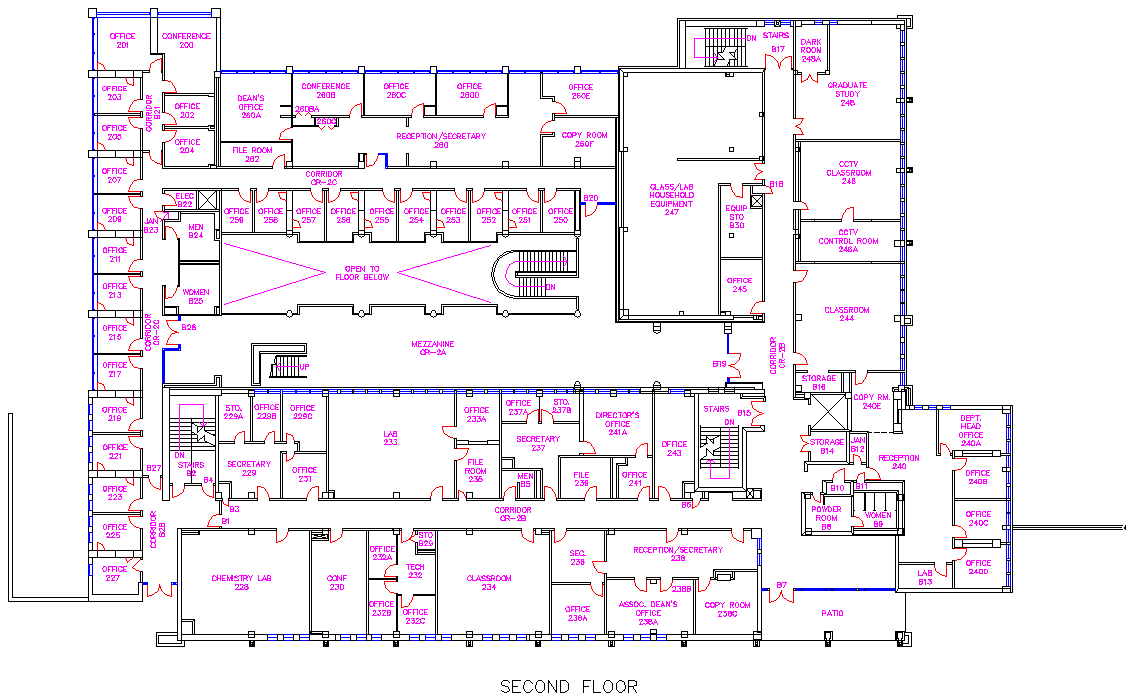 OFFICE
201
CONFERENCE
200
OFFICE
203
CORRIDOR
B21
OFFICE
202
OFFICE
205
OFFICE
204
OFFICE
207
ELEC
B22
OFFICE
209
JAN
B23
MEN
B24
OFFICE
211
OFFICE
213
WOMEN
B25
OFFICE
215
CORRIDOR
CR-2C
B26
OFFICE
217
OFFICE
219
OFFICE
221
B27
OFFICE
223
OFFICE
225
CORRIDOR
B28
OFFICE
227
DEAN'S
OFFICE
260A
CONFERENCE
260B
OFFICE
260C
OFFICE
260D
OFFICE
260E
260BA
260G
RECEPTION/SECRETARY
260
COPY ROOM
260F
FILE ROOM
262
CORRIDOR
CR-2C
B20
OFFICE
259
OFFICE
258
OFFICE
257
OFFICE
256
OFFICE
255
OFFICE
254
OFFICE
253
OFFICE
252
OFFICE
251
OFFICE
250
OPEN TO
FLOOR BELOW
DN
MEZZANINE
CR-2A
UP
DN
STAIRS
B17
DARK
ROOM
248A
GRADUATE
STUDY
248
CLASS/LAB
HOUSEHOLD
EQUIPMENT
247
B18
EQUIP
STO
B30
OFFICE
245
CCTV
CLASSROOM
246
CCTV
CONTROL ROOM
246A
CLASSROOM
244
CORRIDOR
CR-2B
B19
STORAGE
B16
COPY RM.
240E
STAIRS
DN
B15
STORAGE
B14
JAN
B12
RECEPTION
240
DEPT.
HEAD
OFFICE
240A
OFFICE
240B
OFFICE
240C
OFFICE
240D
B10
B11
POWDER
ROOM
B8
WOMEN
B9
LAB
B13
B7
PATIO
DN
STAIRS
B2
B4
STO.
229A
OFFICE
229B
OFFICE
229C
SECRETARY
229
OFFICE
231
LAB
233
OFFICE
233A
FILE
ROOM
235
OFFICE
237A
STO.
237B
SECRETARY
237
MEN
B5
FILE
239
DIRECTOR'S
OFFICE
241A
OFFICE
241
OFFICE
243
B6
B3
B1
CORRIDOR
CR-2B
CHEMISTRY LAB
228
CONF
230
OFFICE
232A
OFFICE
232B
STO
B29
TECH
232
OFFICE
232C
CLASSROOM
234
SEC.
236
OFFICE
236A
RECEPTION/SECRETARY
238
238B
ASSOC. DEAN'S
OFFICE
238A
COPY ROOM
238C
SECOND FLOOR